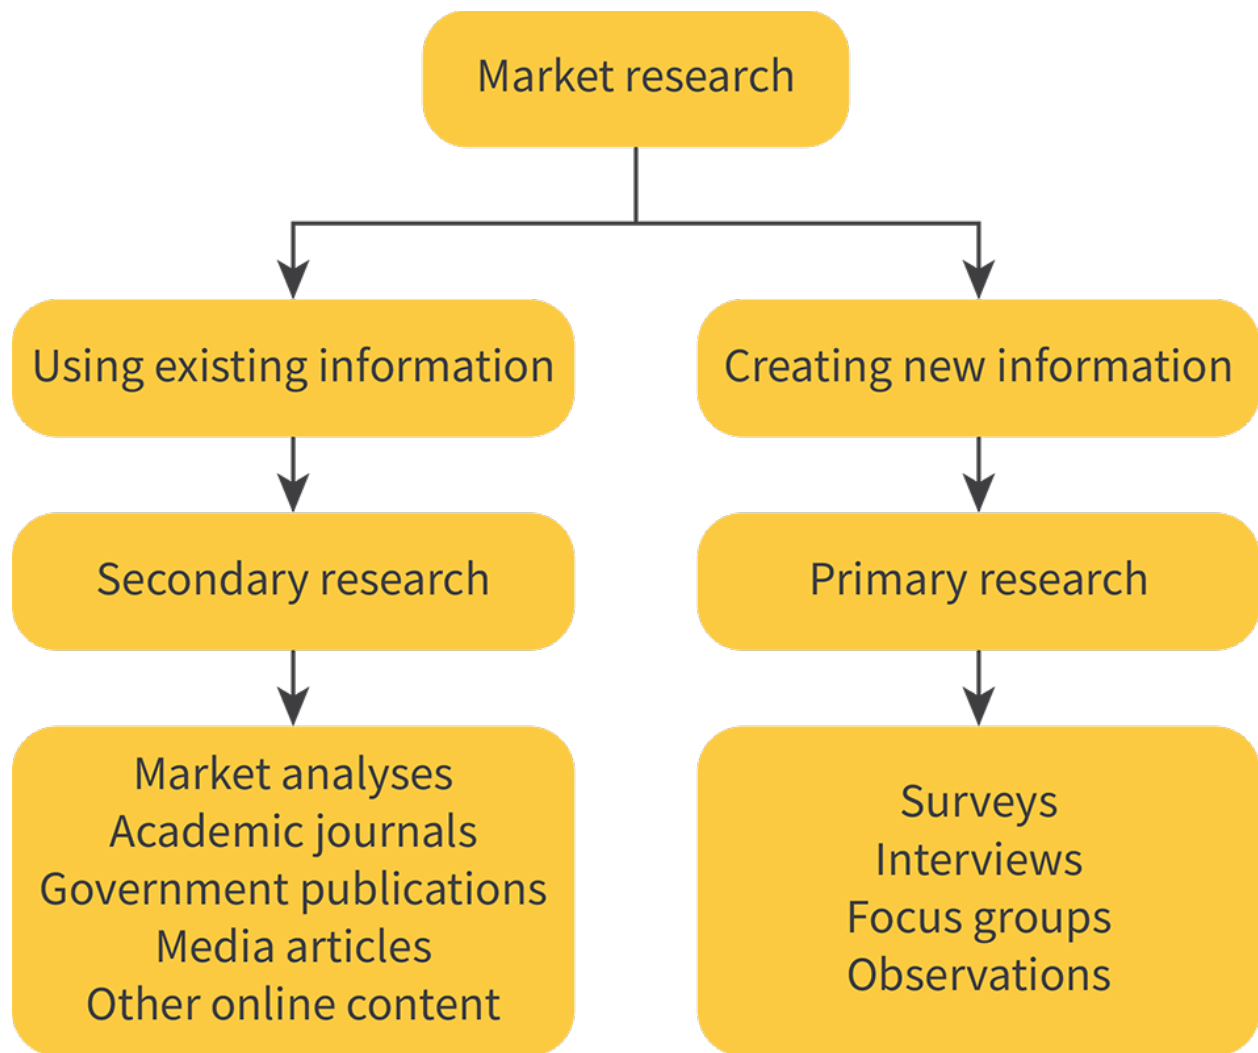 Market research
Using existing information
Creating new information
Secondary research
Primary research
Market analyses
Academic journals
Government publications
Media articles
Other online content
Surveys
Interviews
Focus groups
Observations